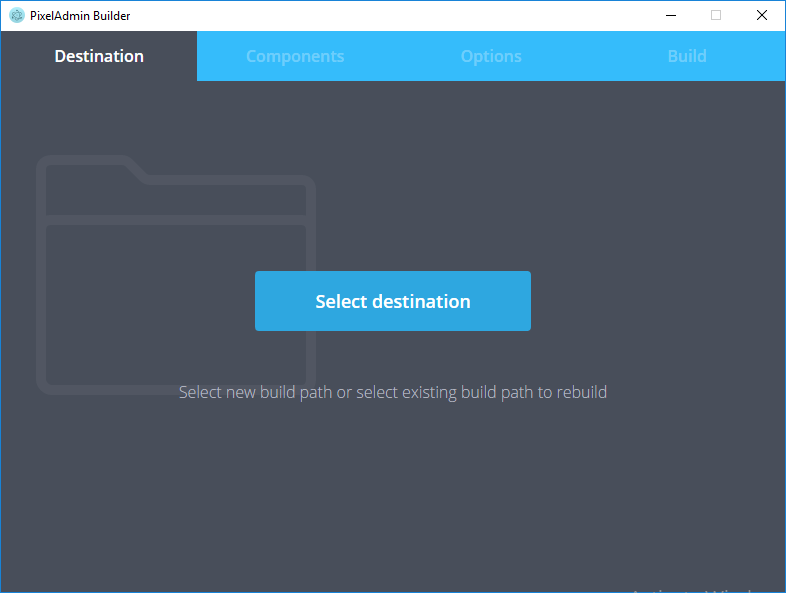 PixelAdmin Builder
Destination
Components
Options
Build
Select destination
Select new build path or select existing build path to rebuild